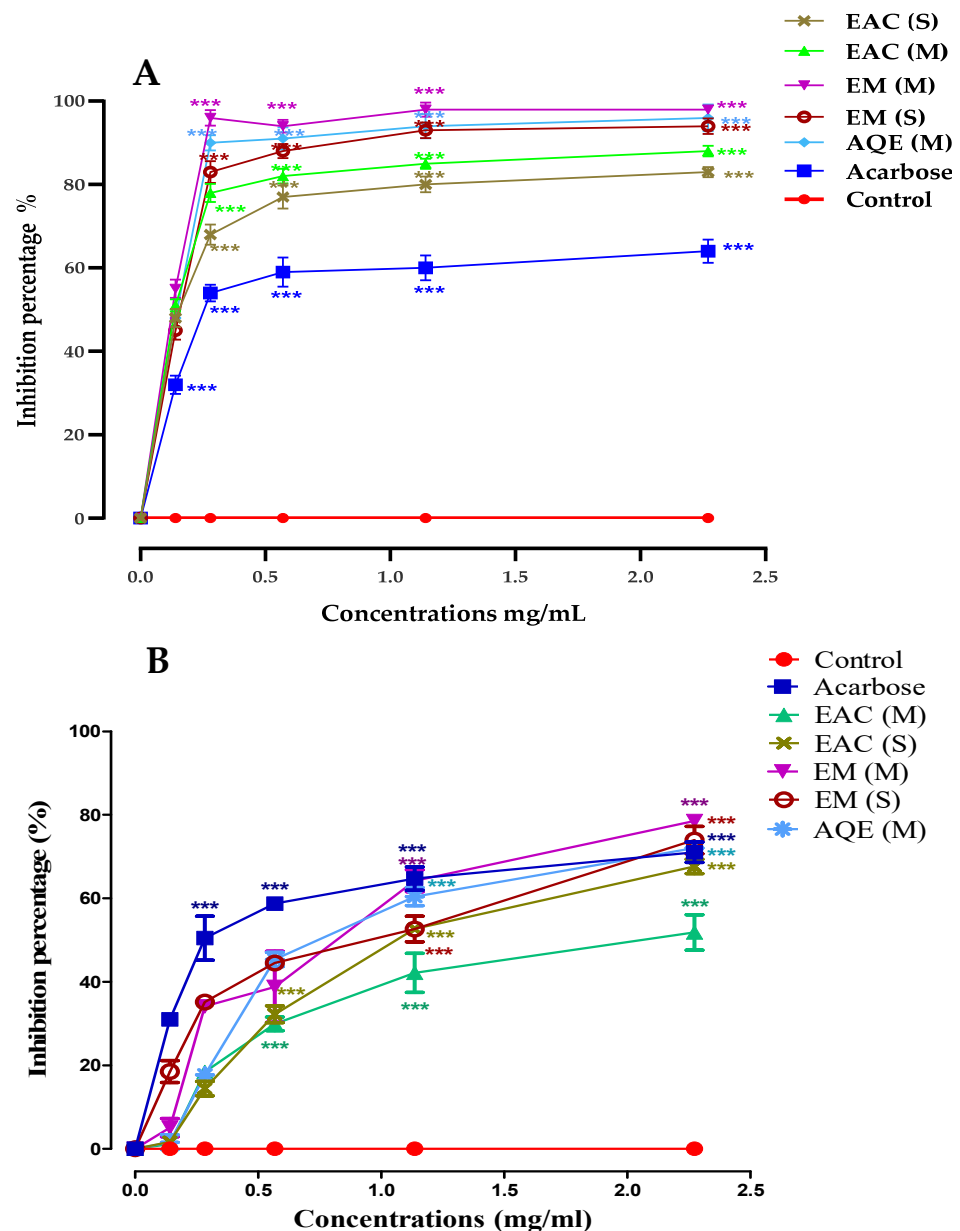 EAC (S)
EAC (M)
EM (M)
EM (S)
AQE (M)
Acarbose
Control
A
100
80
60
40
20
0
Inhibition percentage %
*** *** *** ***
*** *** *** ***
*** *** *** ***
*** *** *** ***
*** *** *** ***
*** *** *** *** ***
0.0 0.5 1.0 1.5 2.0 2.5
Concentrations mg/mL
B
Control
Acarbose
EAC (M)
EAC (S)
EM (M)
EM (S)
AQE (M)
100
80
60
40
20
0
Inhibition percentage (%)
*** *** *** ***
*** ***
*** ***
*** *** ***
*** ***
*** *** ***
0.0 0.5 1.0 1.5 2.0 2.5
Concentrations (mg/ml)